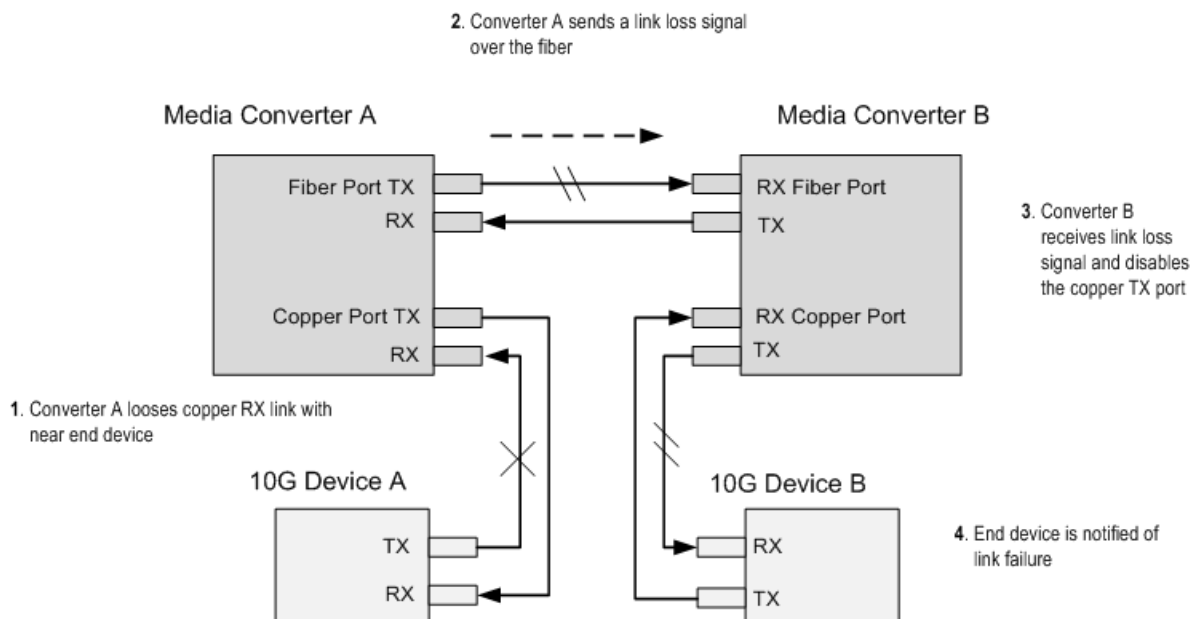 2. Converter A sends a link loss signal
over the fiber
Media Converter A
Media Converter B
Fiber Port TX
RX
RX Fiber Port
TX
3. Converter B
receives link loss
signal and disables
the copper TX port
Copper Port TX
RX
RX Copper Port
TX
1. Converter A looses copper RX link with
near end device
10G Device A
10G Device B
TX
RX
RX
TX
4. End device is notified of
link failure